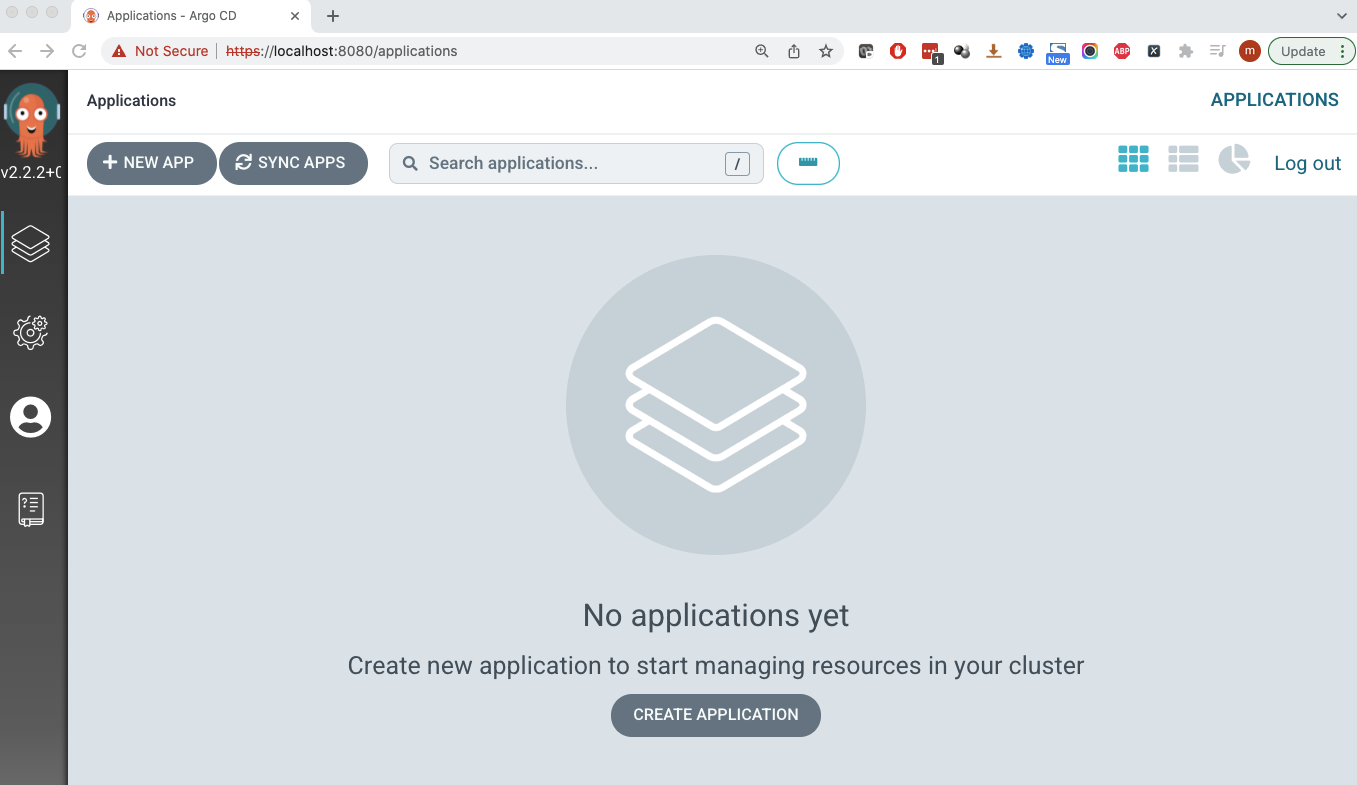 Applications - Argo CD
Not Secure https://localhost:8080/applications
1
New
ABP
X
m
Update
Applications
APPLICATIONS
v2.2.2+0
NEW APP
SYNC APPS
Search applications...
/
Log out
No applications yet
Create new application to start managing resources in your cluster
CREATE APPLICATION